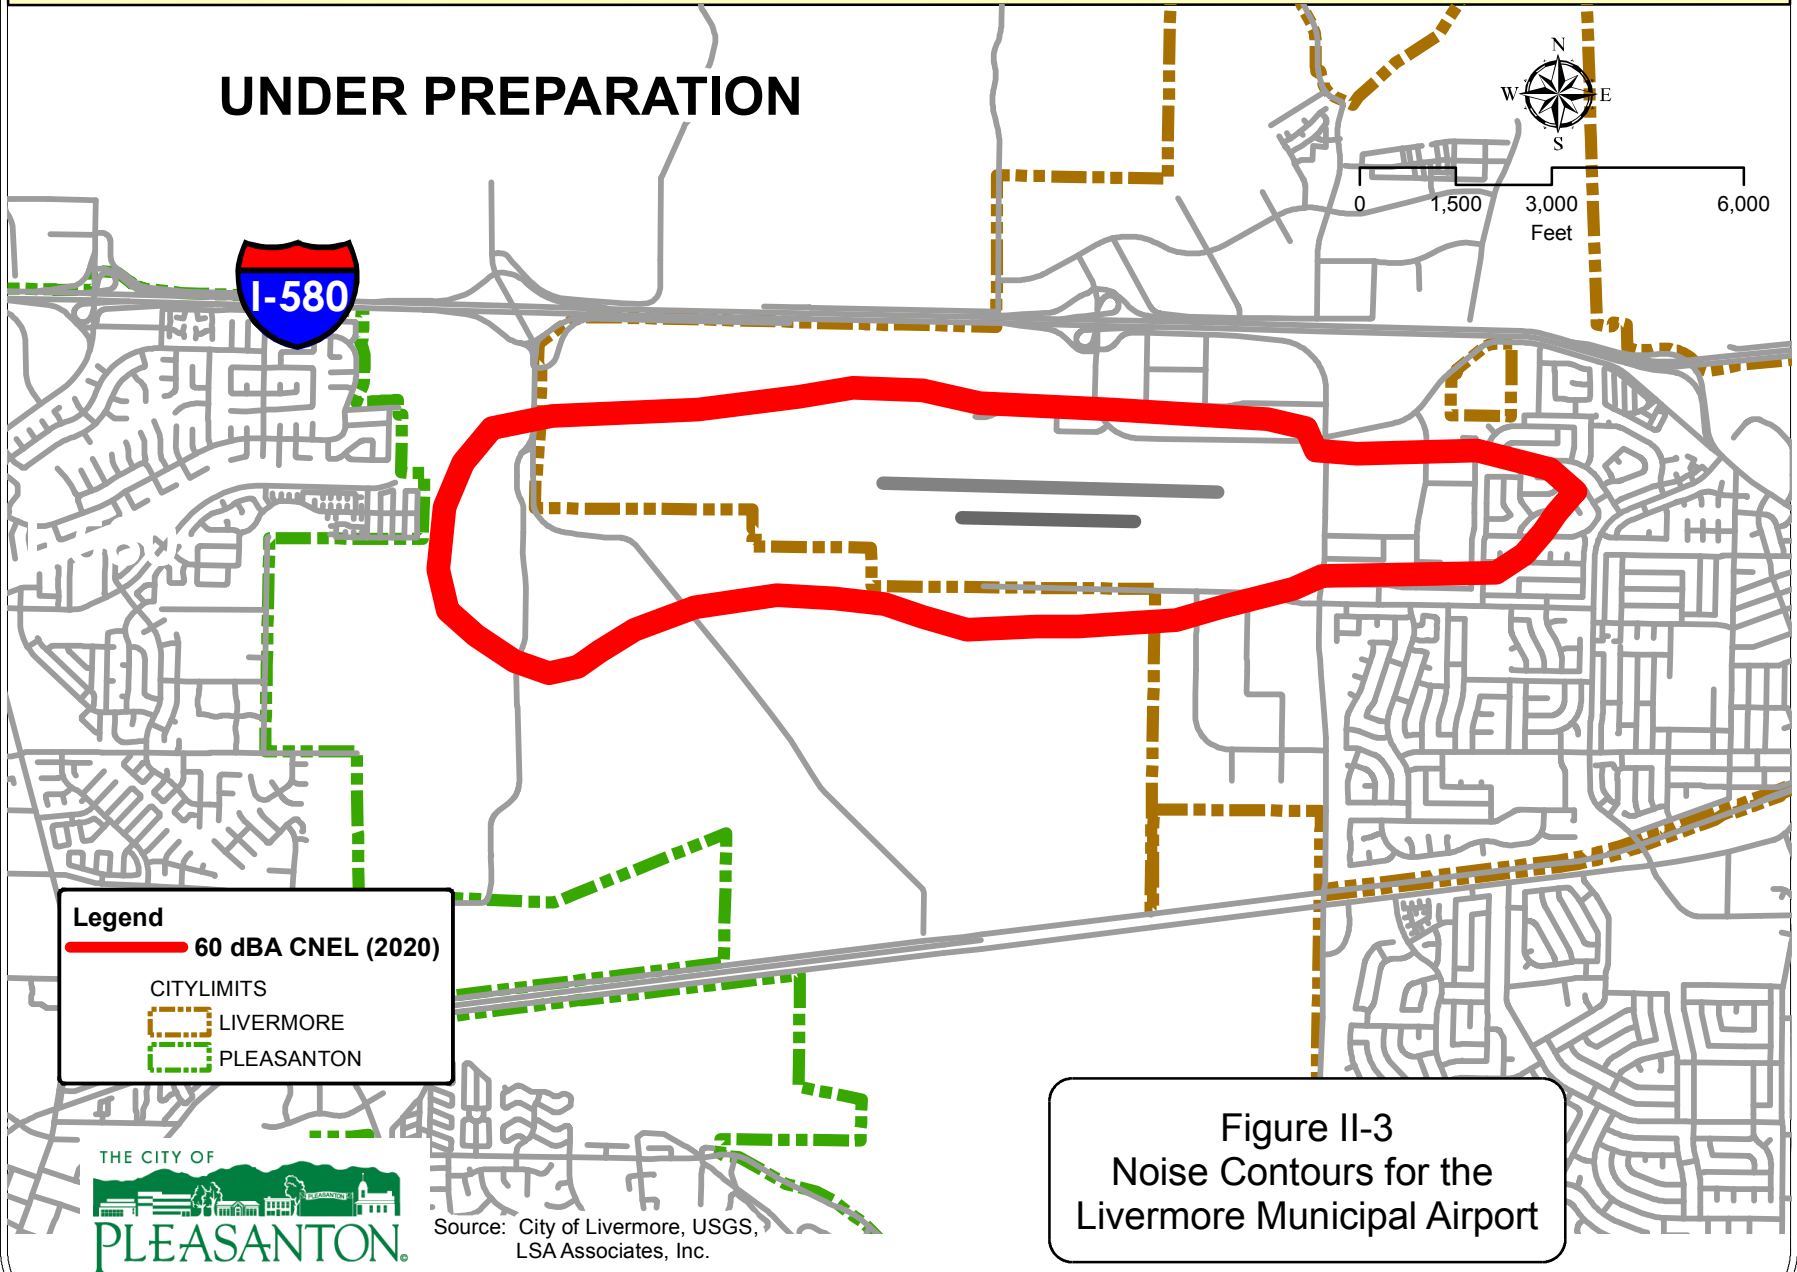 UNDER PREPARATION
N
W E
S
0 1,500 3,000 6,000
Feet
I-580
Legend
60 dBA CNEL (2020)
CITYLIMITS
LIVERMORE
PLEASANTON
THE CITY OF
PLEASANTON
PLEASANTON©
Source: City of Livermore, USGS,
LSA Associates, Inc.
Figure II-3
Noise Contours for the
Livermore Municipal Airport